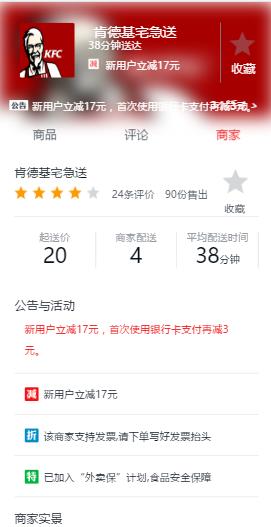 KFC
肯德基宅急送
38分钟送达
减 新用户立减17元
收藏
公告 新用户立减17元，首次使用银行卡支付再减3元。 >
商品 评论 商家
肯德基宅急送
24条评价 90份售出
收藏
起送价 商家配送 平均配送时间
20 4 38分钟
公告与活动
新用户立减17元，首次使用银行卡支付再减3
元。
减 新用户立减17元
折 该商家支持发票,请下单写好发票抬头
特 已加入“外卖保”计划,食品安全保障
商家实景